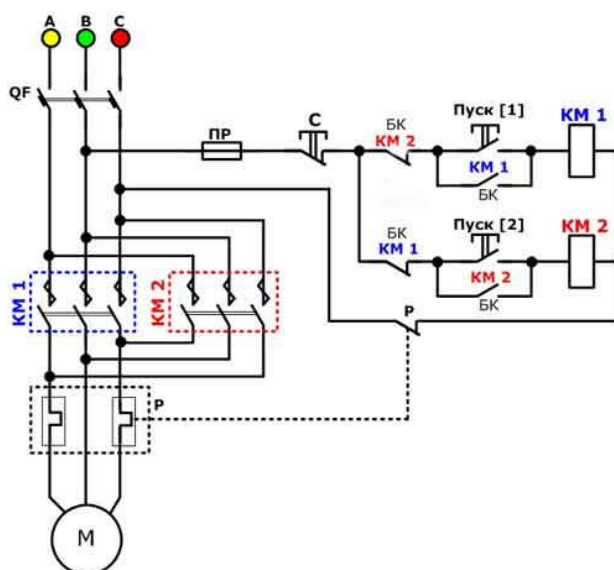 A B C
QF
ПР
С
БК
КМ 2
Пуск [1]
КМ 1
КМ 1
БК
БК
КМ 1
Пуск [2]
КМ 2
КМ 2
БК
КМ 1
КМ 2
Р
Р
М